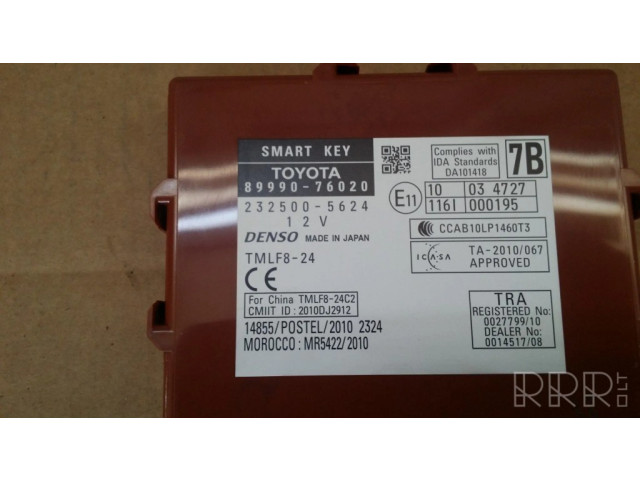 SMART KEY
TOYOTA
89990-76020
232500-5624
12V
DENSO MADE IN JAPAN
TMLF8-24
CE
For China TMLF8-24C2
CMIIT ID : 2010DJ2912
14855/POSTEL/2010 2324
MOROCCO : MR5422/2010
Complies with
IDA Standards
DA101418
7B
E11
10 03 4727
116I 000195
CCAB10LP1460T3
ICASA
TA-2010/067
APPROVED
TRA
REGISTERED No:
0027799/10
DEALER No:
0014517/08
RRR.LT